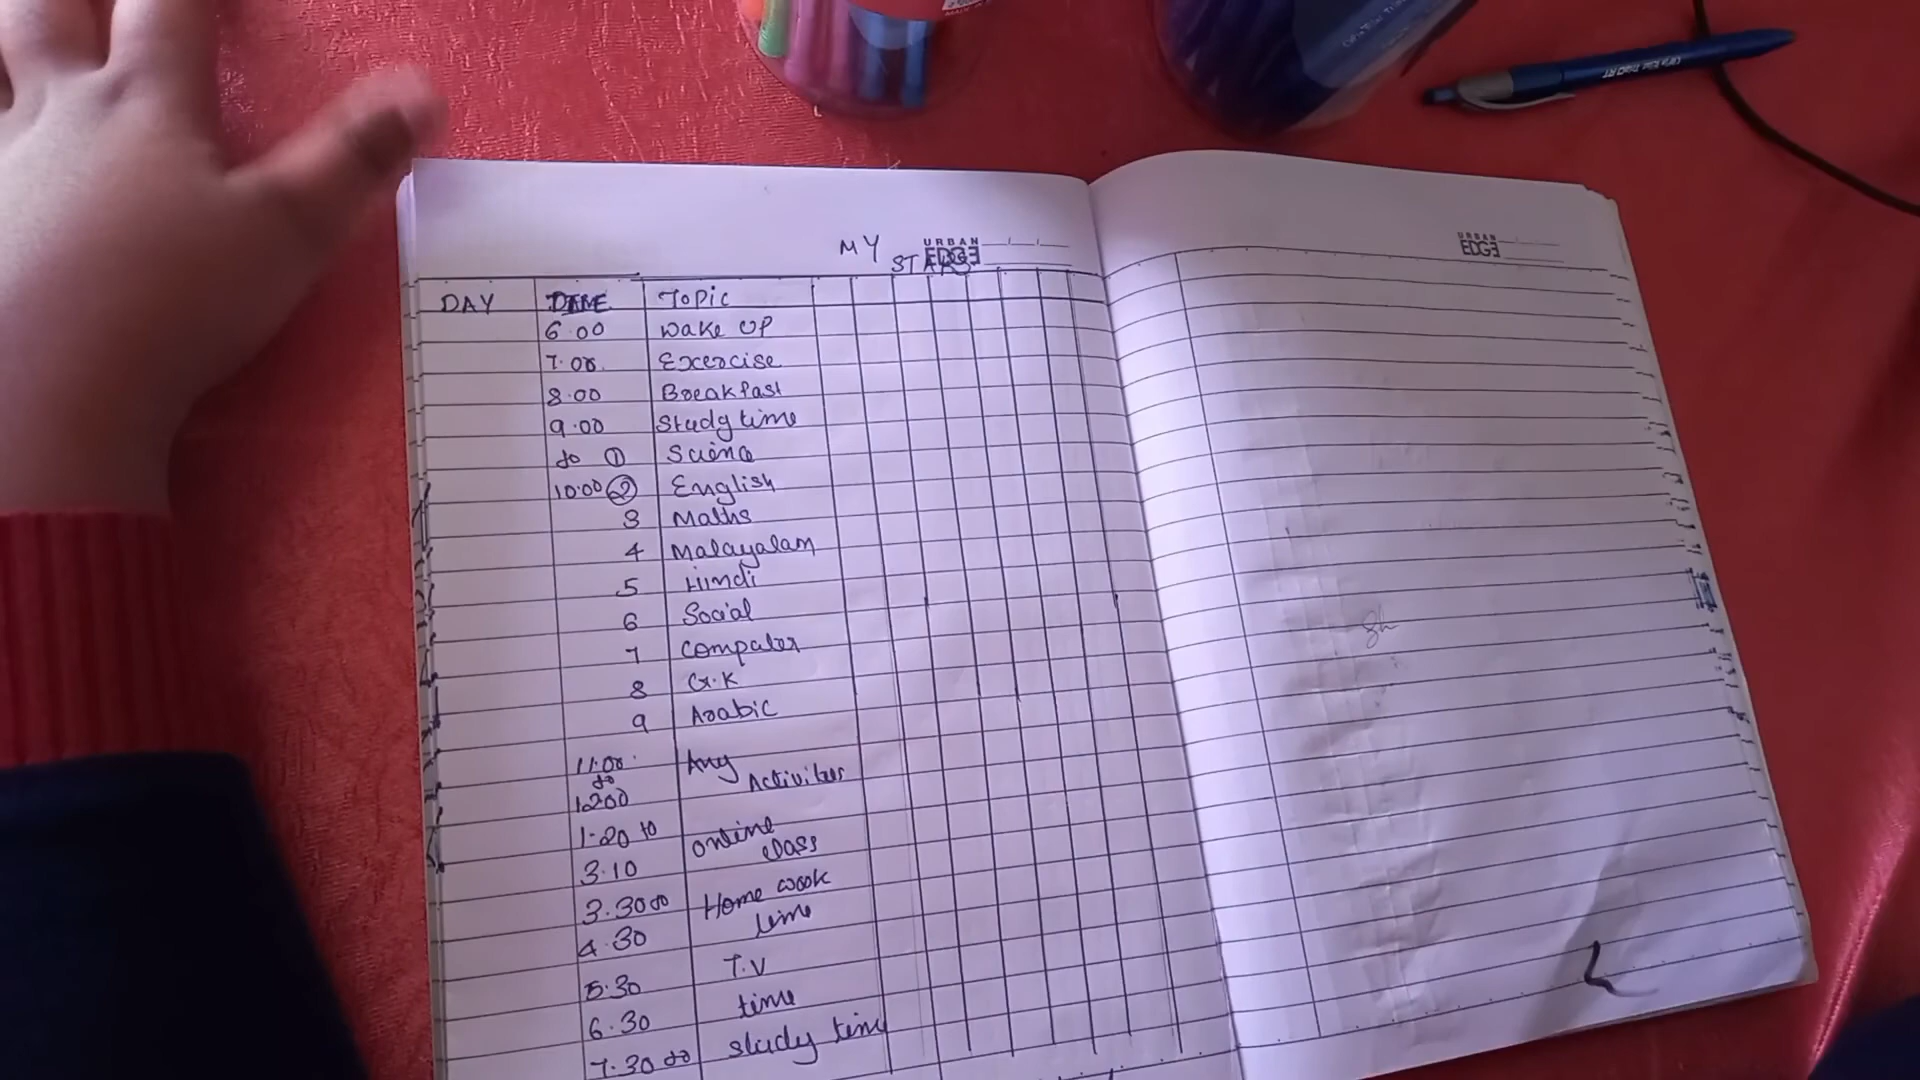 MY
URBAN
EDGE
STARS
URBAN
EDGE
DAY TIME Topic
6.00 Wake UP
7.00 Excercise
8.00 Breakfast
9.00 Study time
to ① Science
10.00 ② English
3 Maths
4 Malayalam
5 Hindi
6 Social
7 Computer
8 G.K
9 Arabic
11.00 Any
to Activities
12.00
1-20 to online
3.10 class
3.30 to Home work
4.30 time
5.30 T.V
6.30 time
7.30 to study time